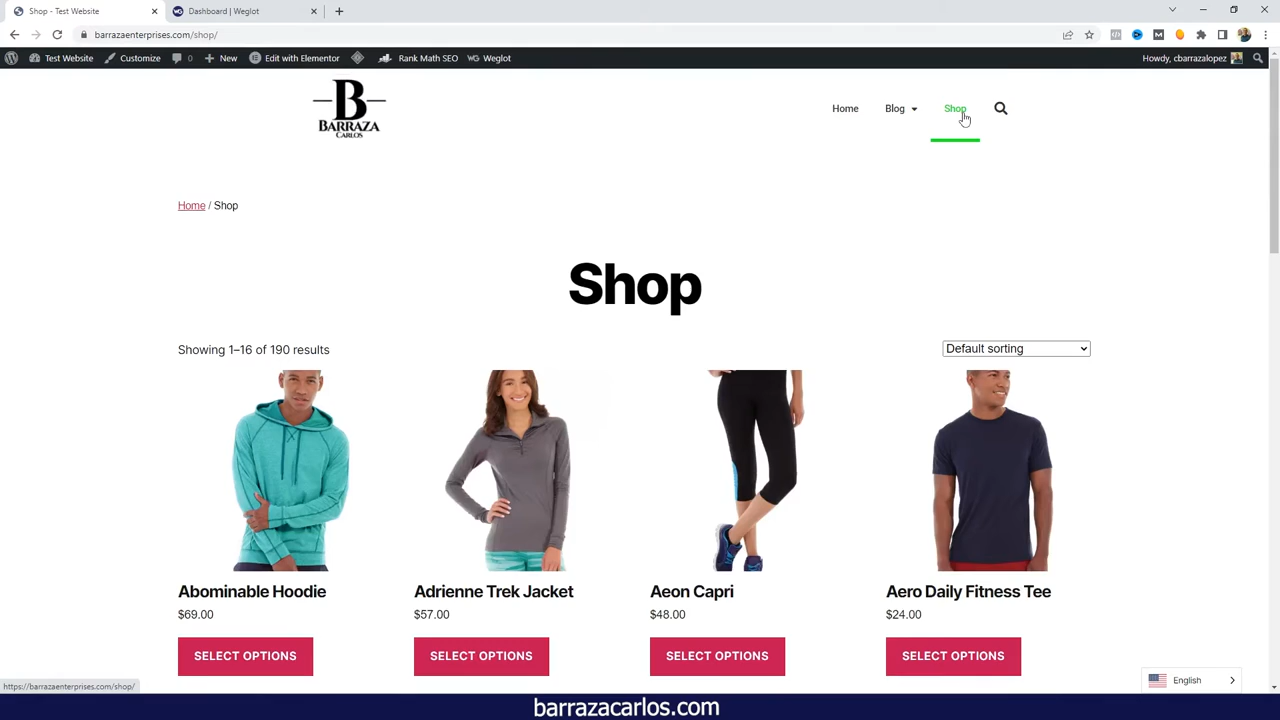 Shop - Test Website
Dashboard | Weglot
barrazaenterprises.com/shop/
Test Website Customize 0 New Edit with Elementor Rank Math SEO WG Weglot Howdy, cbarrazalopez
B
BARRAZA
CARLOS
Home Blog Shop
Home / Shop
Shop
Showing 1–16 of 190 results
Default sorting
Abominable Hoodie
$69.00
SELECT OPTIONS
Adrienne Trek Jacket
$57.00
SELECT OPTIONS
Aeon Capri
$48.00
SELECT OPTIONS
Aero Daily Fitness Tee
$24.00
SELECT OPTIONS
English
https://barrazaenterprises.com/shop/
barrazacarlos.com